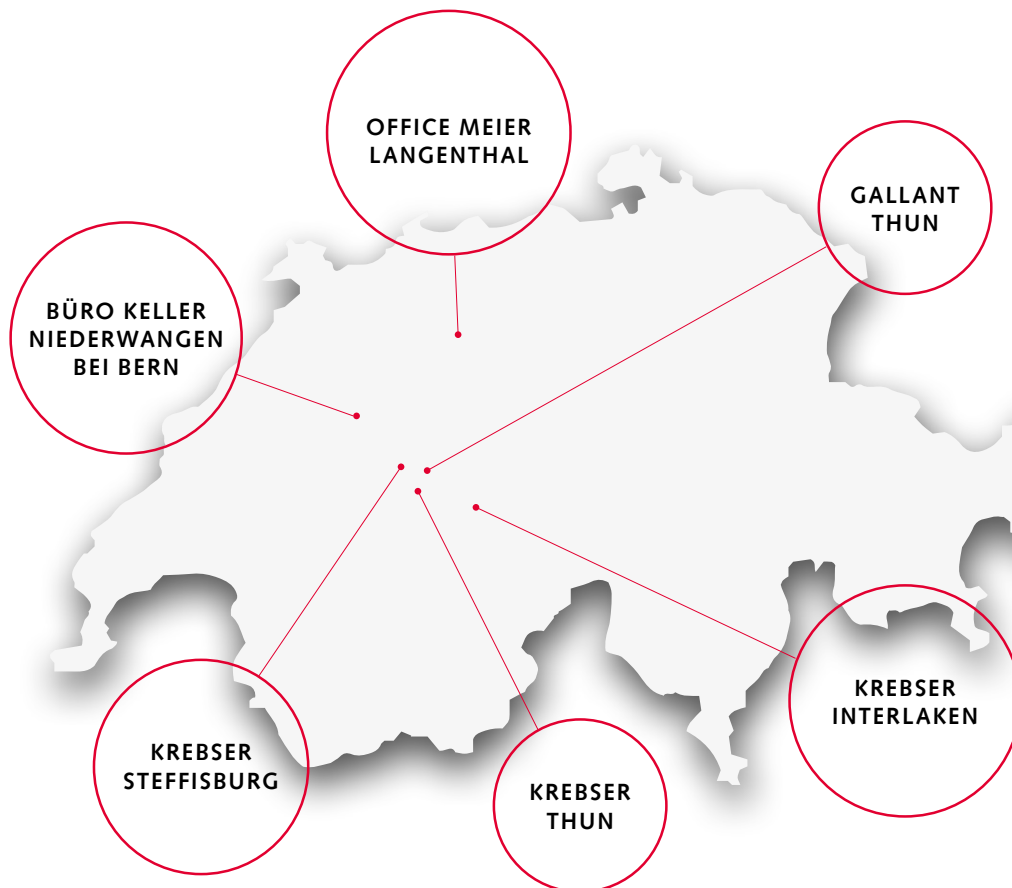 OFFICE MEIER
LANGENTHAL
GALLANT
THUN
BÜRO KELLER
NIEDERWANGEN
BEI BERN
KREBSER
INTERLAKEN
KREBSER
STEFFISBURG
KREBSER
THUN